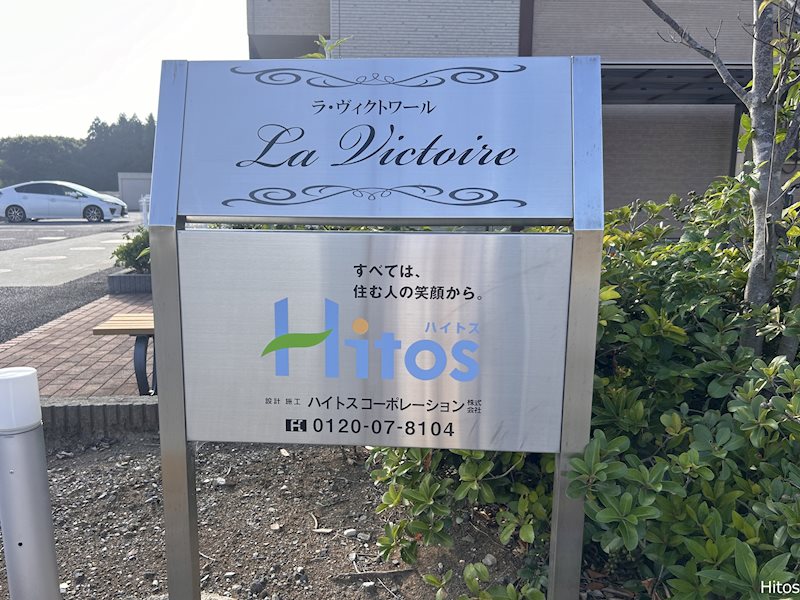 ラ・ヴィクトワール
La Victoire
すべては、
住む人の笑顔から。
ハイトス
Hitos
設計 施工 ハイトスコーポレーション株式会社
0120-07-8104
Hitos